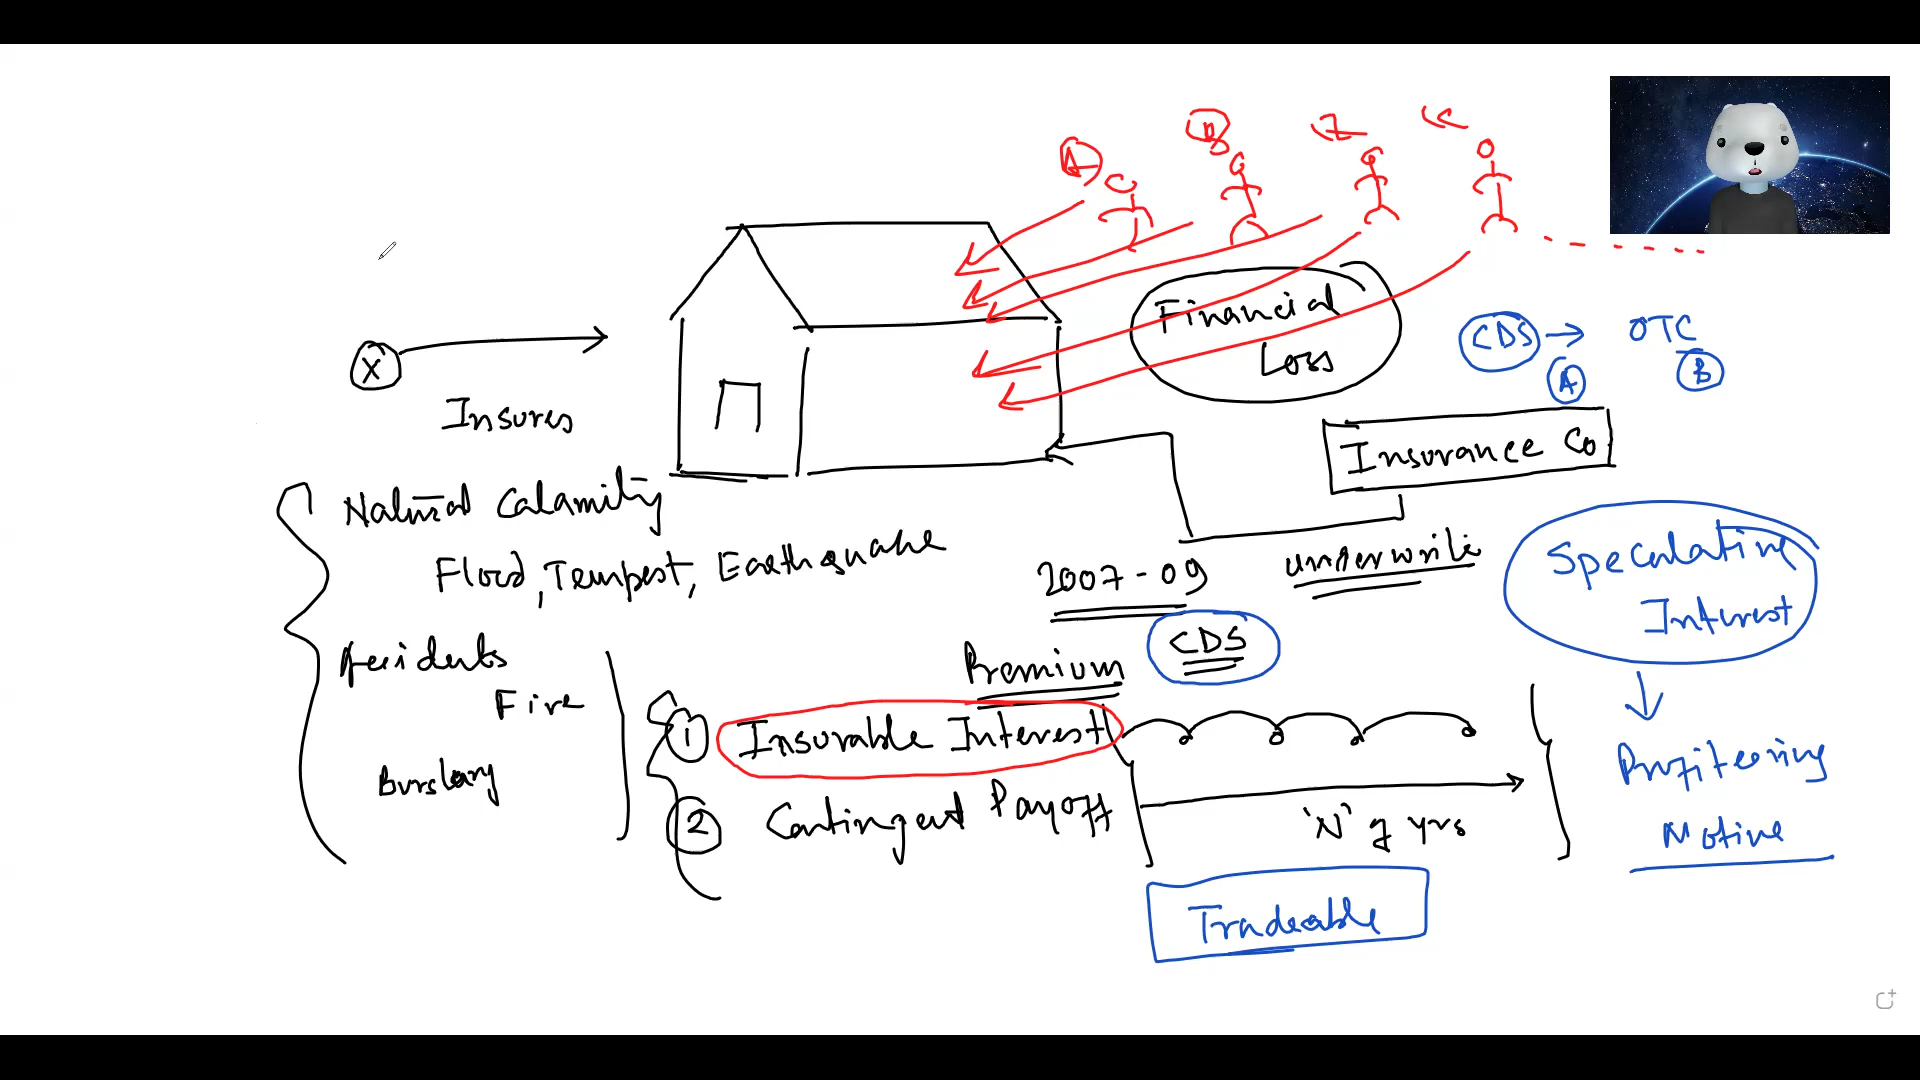 A
B
Z
X
Insures
Financial
Loss
CDS → OTC
A
B
Insurance Co
underwrite
Natural Calamity
Flood, Tempest, Earthquake
Accidents
Fire
Burglary
2007-09
CDS
Premium
① Insurable Interest
② Contingent Payoff
'N' of yrs
Tradeable
Speculative
Interest
Profiteering
Motive